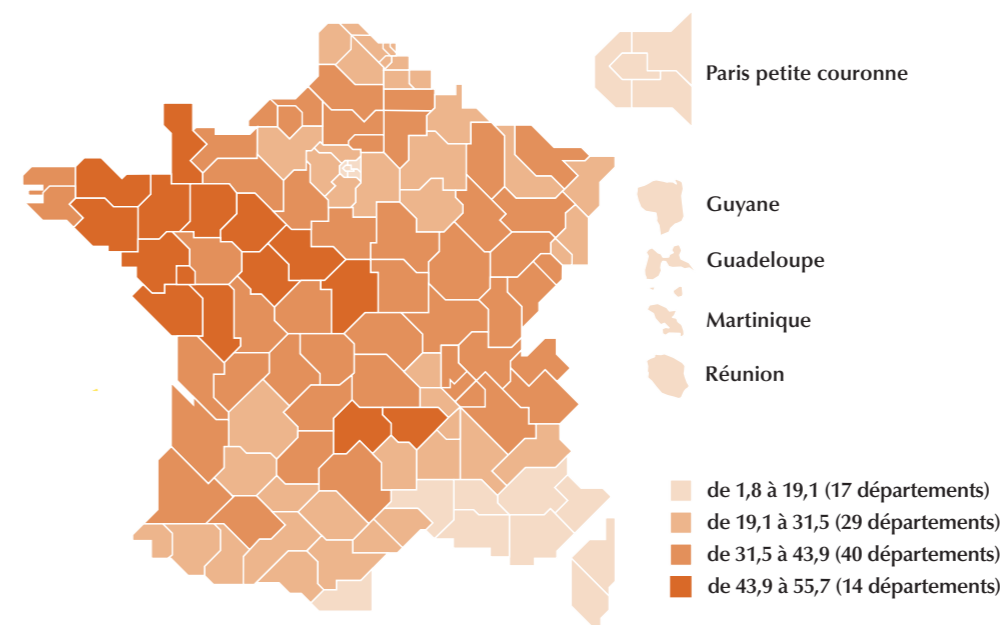 Paris petite couronne
Guyane
Guadeloupe
Martinique
Réunion
de 1,8 à 19,1 (17 départements)
de 19,1 à 31,5 (29 départements)
de 31,5 à 43,9 (40 départements)
de 43,9 à 55,7 (14 départements)